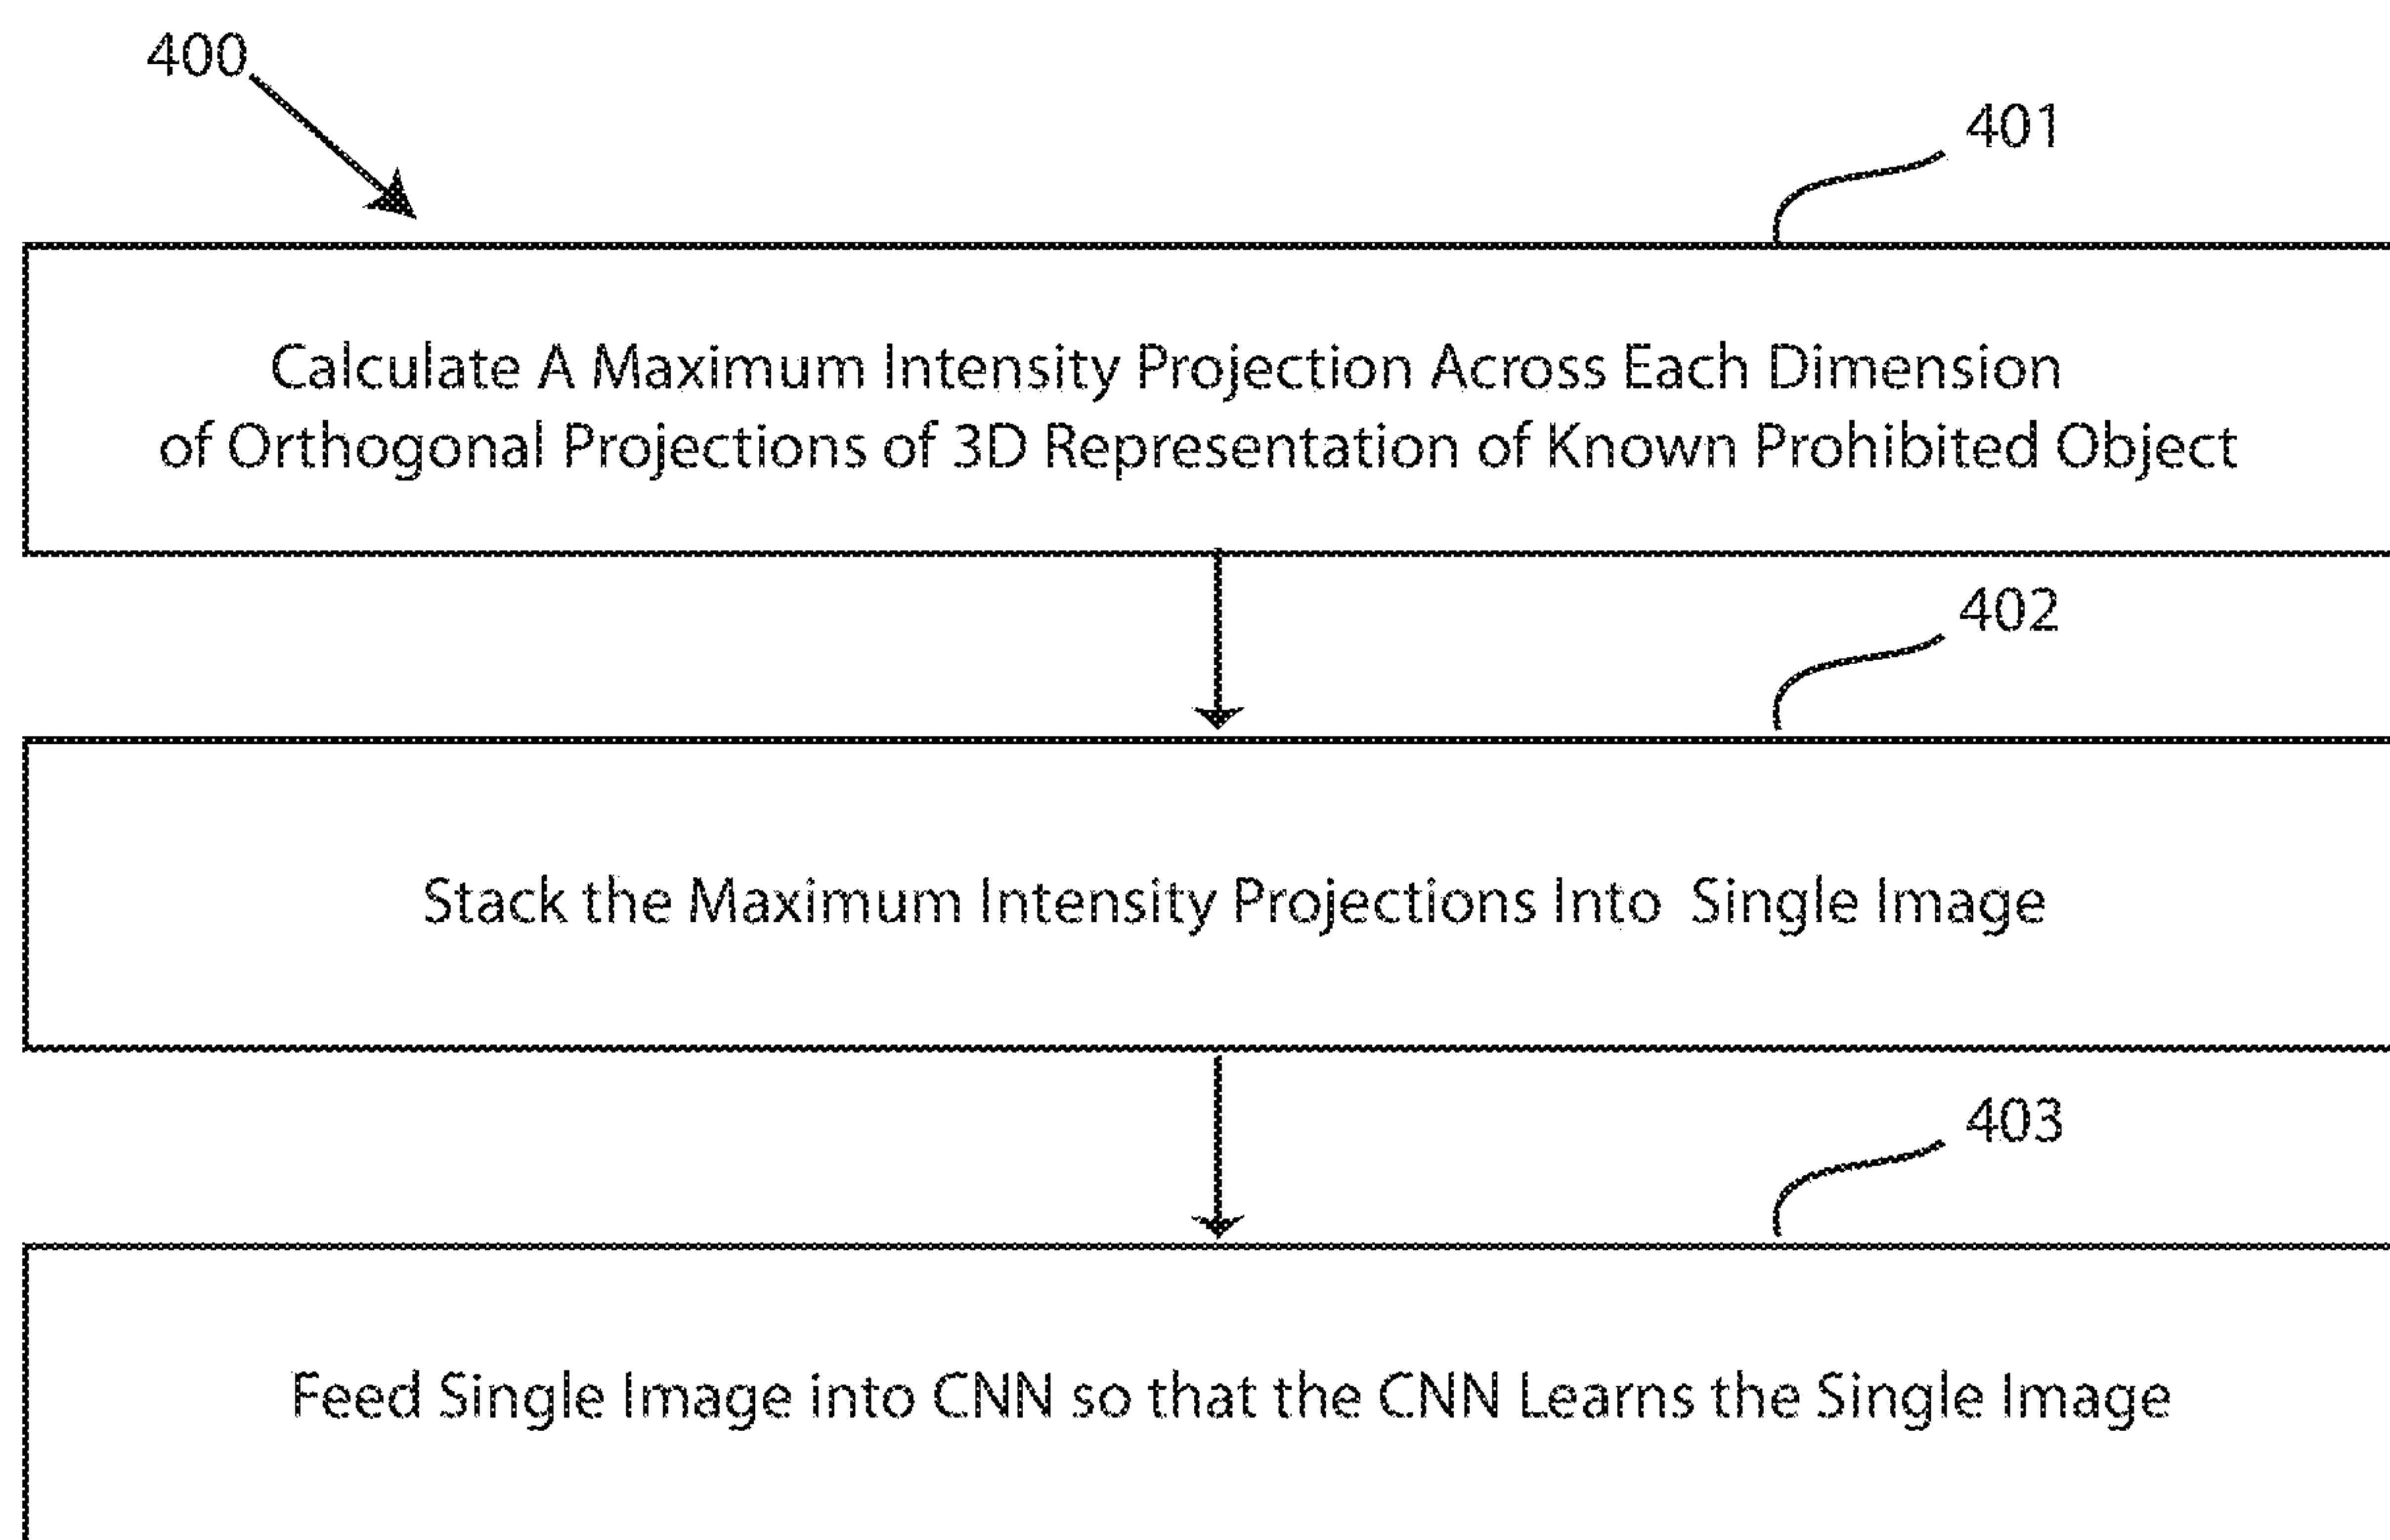 400
401
Calculate A Maximum Intensity Projection Across Each Dimension
of Orthogonal Projections of 3D Representation of Known Prohibited Object
402
Stack the Maximum Intensity Projections Into Single Image
403
Feed Single Image into CNN so that the CNN Learns the Single Image